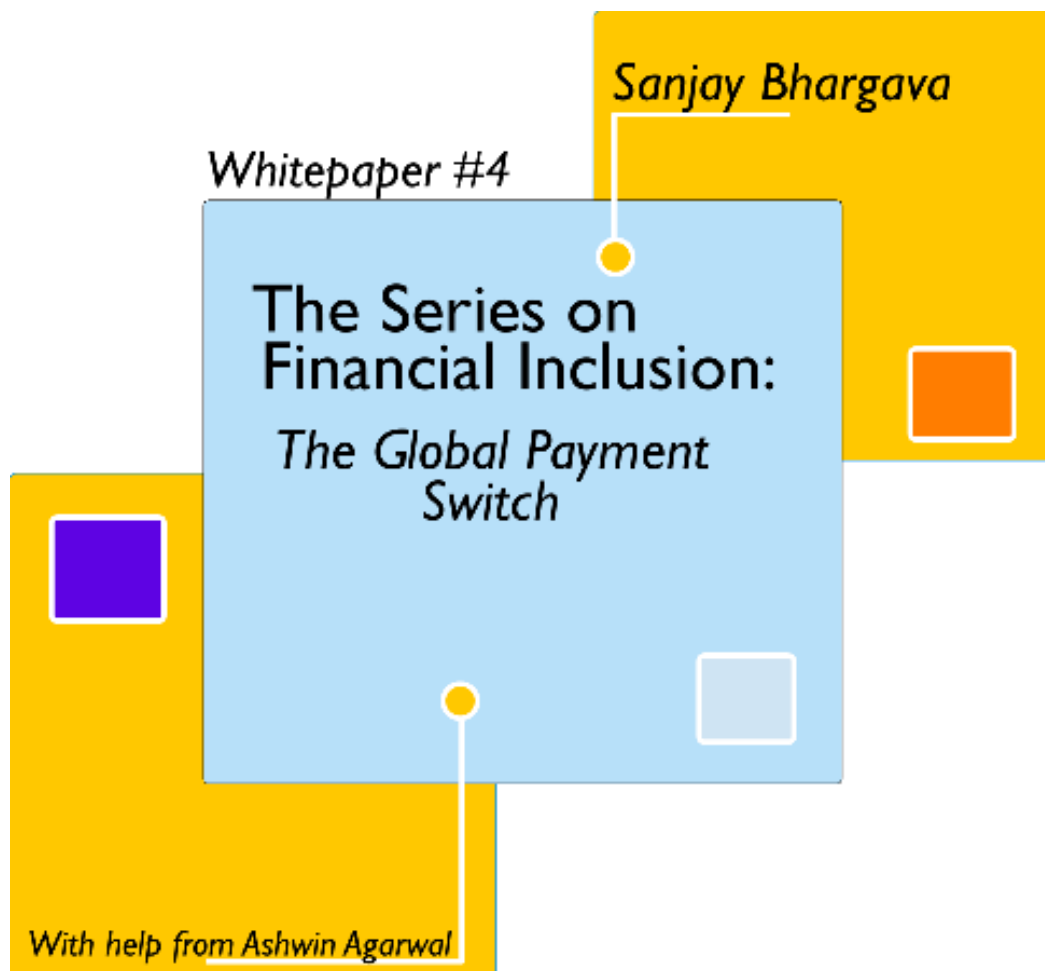 Sanjay Bhargava
Whitepaper #4
The Series on
Financial Inclusion:
The Global Payment
Switch
With help from Ashwin Agarwal